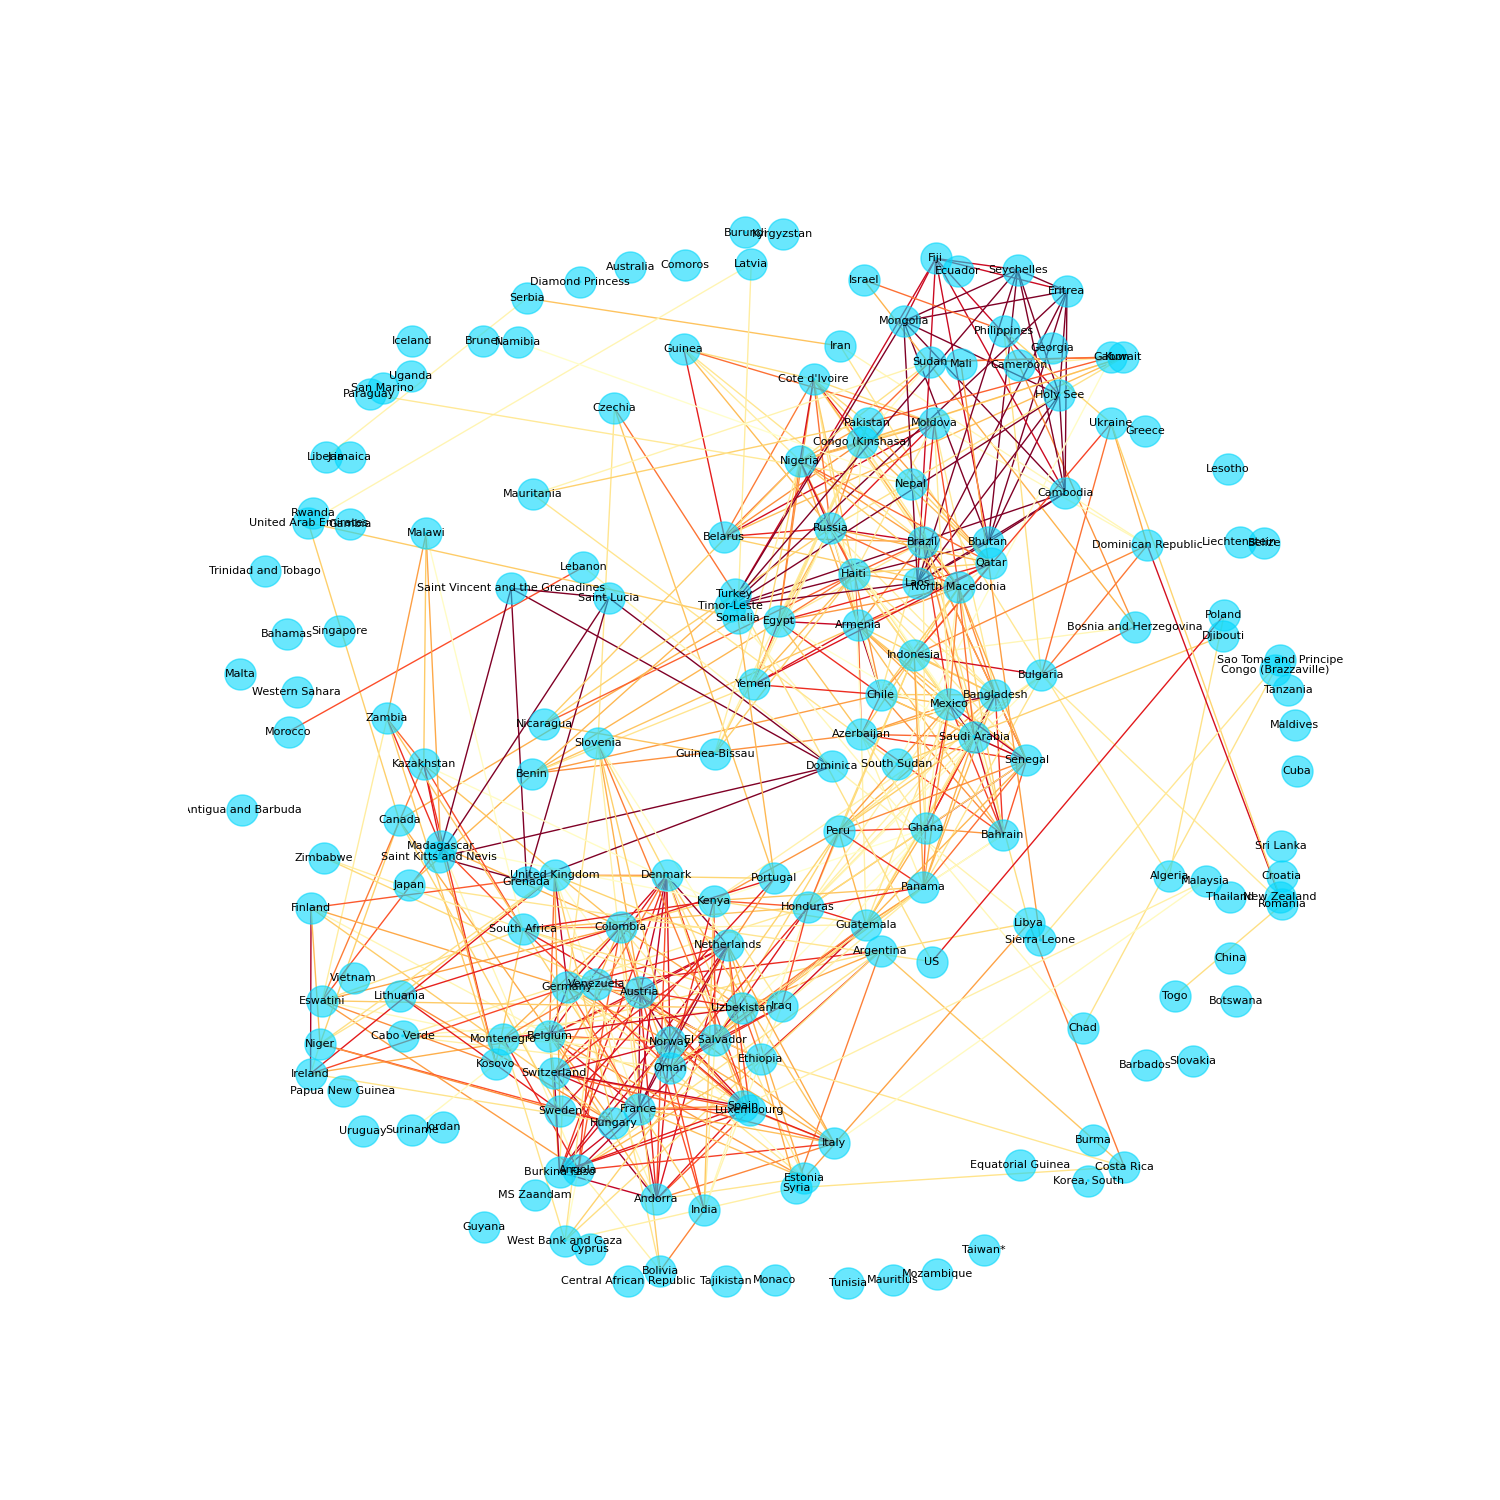 Burundi
Kyrgyzstan
Latvia
Australia
Comoros
Diamond Princess
Serbia
Fiji
Ecuador
Seychelles
Israel
Eritrea
Mongolia
Philippines
Iceland
Brunei
Namibia
Guinea
Iran
Sudan
Mali
Georgia
Cameroon
Gabon
Kuwait
Uganda
San Marino
Paraguay
Cote d'Ivoire
Holy See
Czechia
Pakistan
Moldova
Ukraine
Greece
Congo (Kinshasa)
Liberia
Jamaica
Nigeria
Lesotho
Mauritania
Nepal
Cambodia
Rwanda
United Arab Emirates
Gambia
Malawi
Belarus
Russia
Brazil
Bhutan
Dominican Republic
Liechtenstein
Belize
Trinidad and Tobago
Lebanon
Haiti
Qatar
Laos
North Macedonia
Saint Vincent and the Grenadines
Saint Lucia
Turkey
Timor-Leste
Somalia
Egypt
Armenia
Poland
Bosnia and Herzegovina
Djibouti
Bahamas
Singapore
Indonesia
Sao Tome and Principe
Congo (Brazzaville)
Malta
Western Sahara
Yemen
Chile
Bangladesh
Bulgaria
Tanzania
Mexico
Morocco
Zambia
Nicaragua
Slovenia
Azerbaijan
Saudi Arabia
Maldives
Guinea-Bissau
Kazakhstan
Benin
Dominica
South Sudan
Senegal
Cuba
Antigua and Barbuda
Canada
Peru
Ghana
Bahrain
Madagascar
Saint Kitts and Nevis
Sri Lanka
Zimbabwe
Japan
United Kingdom
Grenada
Denmark
Portugal
Panama
Algeria
Malaysia
Croatia
Thailand
New Zealand
Romania
Finland
Kenya
Honduras
South Africa
Colombia
Guatemala
Libya
Sierra Leone
Netherlands
Argentina
US
China
Vietnam
Germany
Venezuela
Austria
Eswatini
Lithuania
Uzbekistan
Iraq
Togo
Botswana
Chad
Niger
Cabo Verde
Montenegro
Belgium
Norway
El Salvador
Kosovo
Switzerland
Oman
Ethiopia
Barbados
Slovakia
Ireland
Papua New Guinea
Sweden
France
Spain
Luxembourg
Hungary
Uruguay
Suriname
Jordan
Italy
Burma
Burkina Faso
Angola
Equatorial Guinea
Costa Rica
Korea, South
Estonia
Syria
MS Zaandam
Andorra
India
Guyana
West Bank and Gaza
Cyprus
Taiwan*
Bolivia
Central African Republic
Tajikistan
Monaco
Tunisia
Mauritius
Mozambique